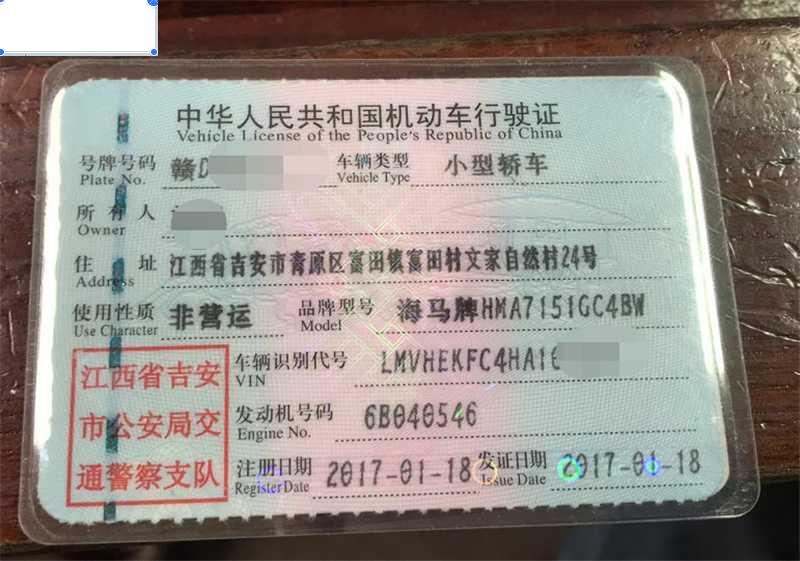 中华人民共和国机动车行驶证
Vehicle License of the People's Republic of China
号牌号码 赣D 车辆类型 小型轿车
Plate No. Vehicle Type
所有人
Owner
住址 江西省吉安市青原区富田镇富田村文家自然村24号
Address
使用性质 非营运 品牌型号 海马牌HMA7151GC4BW
Use Character Model
江西省吉安
市公安局交
通警察支队
车辆识别代号 LMVHEKFC4HA1
VIN
发动机号码 6B040546
Engine No.
注册日期 2017-01-18 发证日期 2017-01-18
Register Date Issue Date